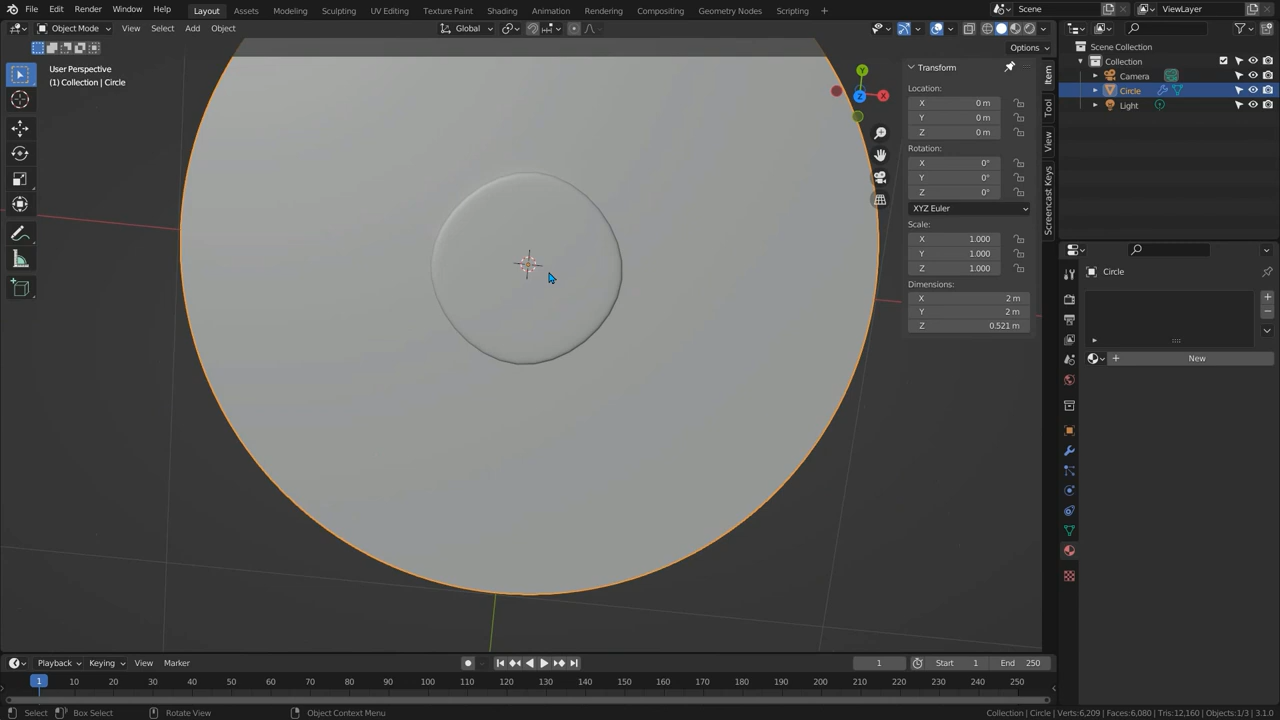 File Edit Render Window Help Layout Assets Modeling Sculpting UV Editing Texture Paint Shading Animation Rendering Compositing Geometry Nodes Scripting + Scene ViewLayer
Object Mode View Select Add Object Global
Options
User Perspective
(1) Collection | Circle
Y
X
Z
Transform
Location:
X 0 m
Y 0 m
Z 0 m
Rotation:
X 0°
Y 0°
Z 0°
XYZ Euler
Scale:
X 1.000
Y 1.000
Z 1.000
Dimensions:
X 2 m
Y 2 m
Z 0.521 m
Item
Tool
View
Screencast Keys
Scene Collection
Collection
Camera
Circle
Light
Circle
New
Playback Keying View Marker 1 Start 1 End 250
1 10 20 30 40 50 60 70 80 90 100 110 120 130 140 150 160 170 180 190 200 210 220 230 240 250
Select Box Select Rotate View Object Context Menu Collection | Circle | Verts:6,209 | Faces:6,080 | Tris:12,160 | Objects:1/3 | 3.1.0